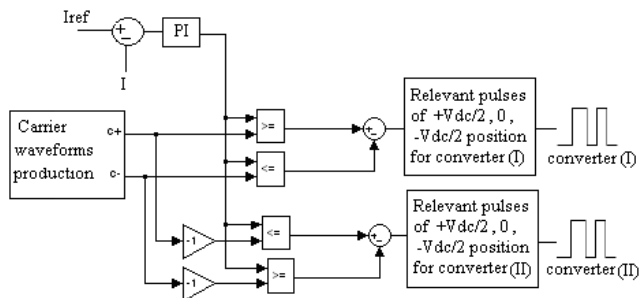 Iref
+
−
PI
I
Carrier
waveforms
production
c+
c-
>=
<=
+
−
Relevant pulses
of +Vdc/2 , 0 ,
-Vdc/2 position
for converter (I)
converter (I)
-1
-1
<=
>=
+
−
Relevant pulses
of +Vdc/2 , 0 ,
-Vdc/2 position
for converter (II)
converter (II)